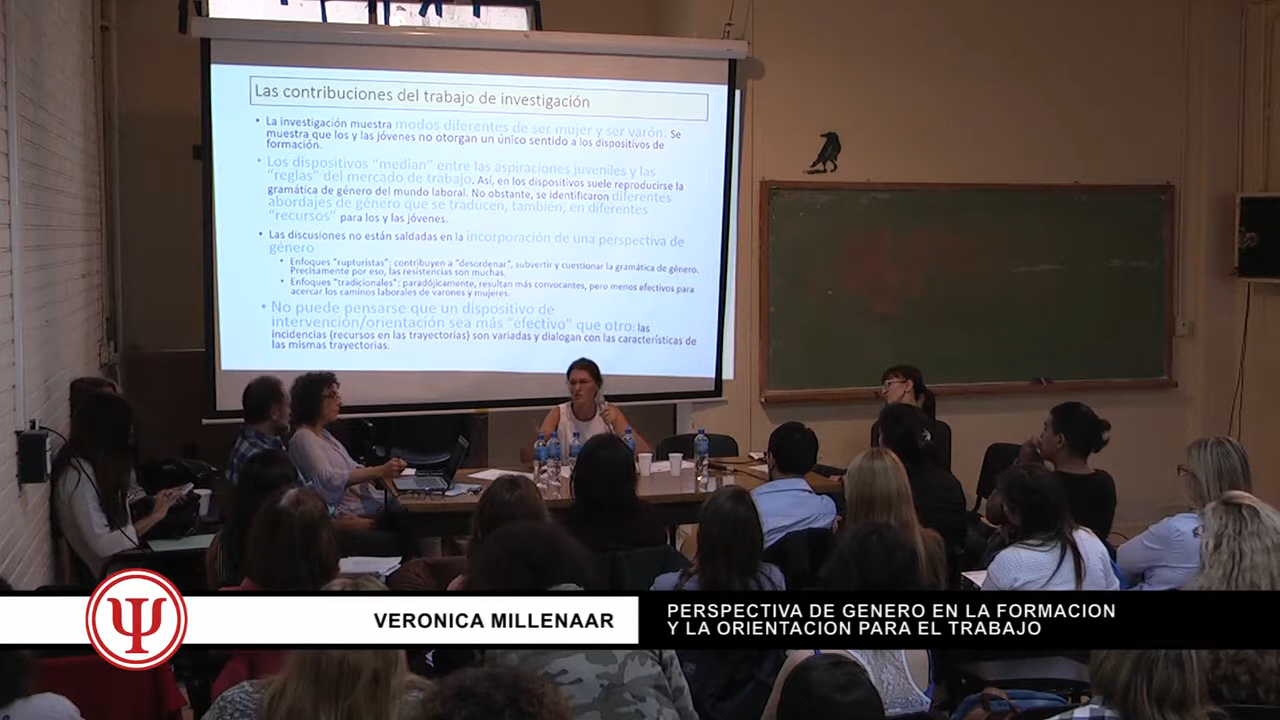 Las contribuciones del trabajo de investigación
• La investigación muestra modos diferentes de ser mujer y ser varón. Se
muestra que los y las jóvenes no otorgan un único sentido a los dispositivos de
formación.
• Los dispositivos “median” entre las aspiraciones juveniles y las
“reglas” del mercado de trabajo. Así, en los dispositivos suele reproducirse la
gramática de género del mundo laboral. No obstante, se identificaron diferentes
abordajes de género que se traducen, también, en diferentes
“recursos” para los y las jóvenes.
• Las discusiones no están saldadas en la incorporación de una perspectiva de
género
• Enfoques “rupturistas”: contribuyen a “desordenar”, subvertir y cuestionar la gramática de género.
Precisamente por eso, las resistencias son muchas.
• Enfoques “tradicionales”: paradójicamente, resultan más convocantes, pero menos efectivos para
acercar los caminos laborales de varones y mujeres.
• No puede pensarse que un dispositivo de
intervención/orientación sea más “efectivo” que otro: las
incidencias (recursos en las trayectorias) son variadas y dialogan con las características de
las mismas trayectorias.
Ψ
VERONICA MILLENAAR
PERSPECTIVA DE GENERO EN LA FORMACION
Y LA ORIENTACION PARA EL TRABAJO